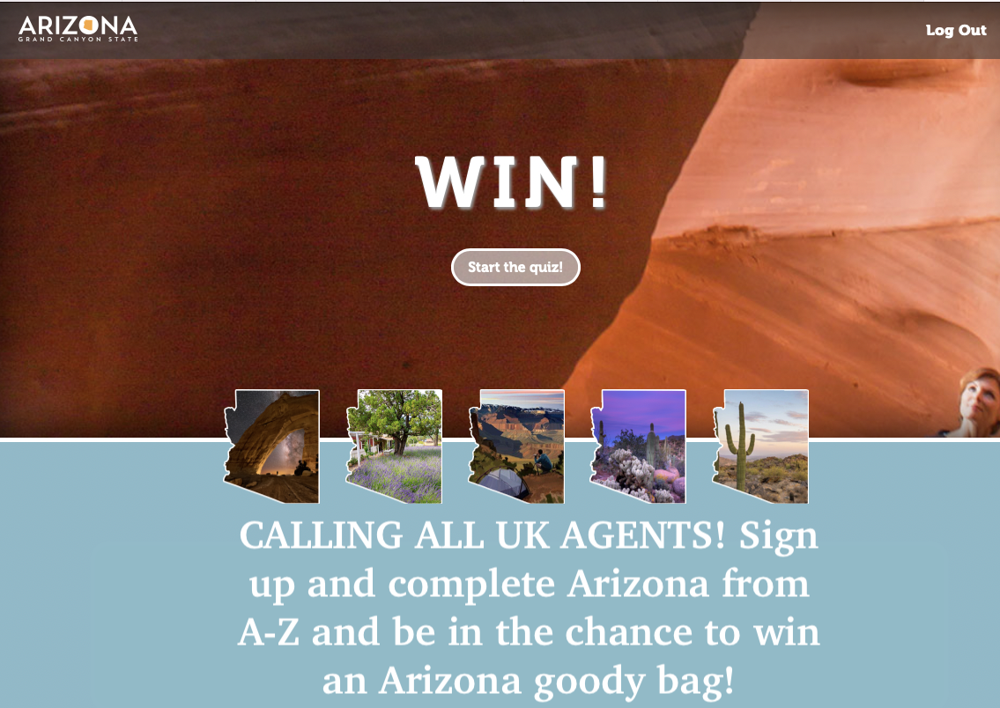 ARIZONA
GRAND CANYON STATE
Log Out
WIN!
Start the quiz!
CALLING ALL UK AGENTS! Sign
up and complete Arizona from
A-Z and be in the chance to win
an Arizona goody bag!